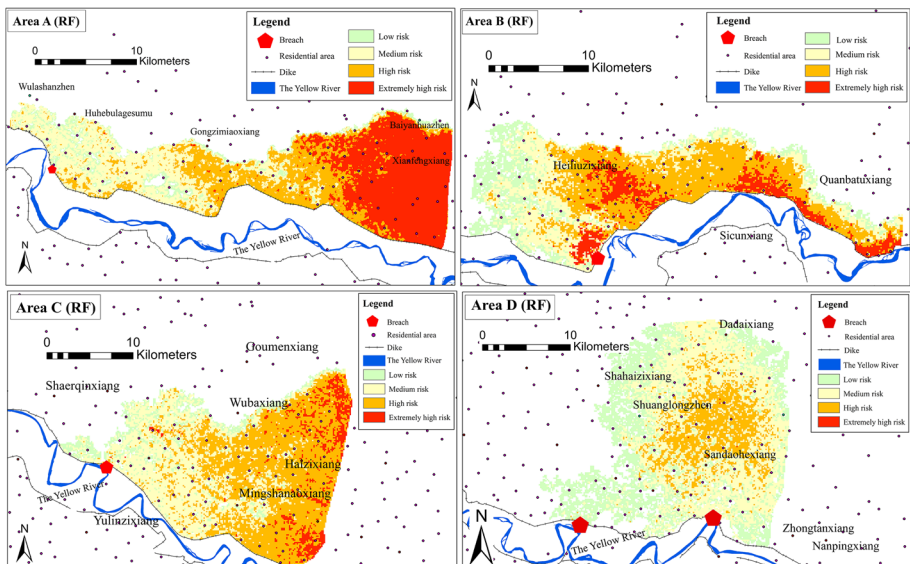 Area A (RF)
0 10
Kilometers
Legend
Breach
Residential area
Dike
The Yellow River
Low risk
Medium risk
High risk
Extremely high risk
Wulashanzhen
Huhebulagesumu
Gongzimiaoxiang
Baiyanhuazhen
Xianfengxiang
The Yellow River
N
Area B (RF)
0 10
Kilometers
Legend
Breach
Residential area
Dike
The Yellow River
Low risk
Medium risk
High risk
Extremely high risk
N
Heiliuzixiang
Quanbatuxiang
Sicunxiang
Area C (RF)
0 10
Kilometers
Legend
Breach
Residential area
Dike
The Yellow River
Low risk
Medium risk
High risk
Extremely high risk
Goumenxiang
Shaerqinxiang
Wubaxiang
Halzixiang
Mingshanaoxiang
The Yellow River
Yulinzixiang
N
Area D (RF)
0 10
Kilometers
Legend
Breach
Residential area
Dike
The Yellow River
Low risk
Medium risk
High risk
Extremely high risk
Dadaixiang
Shahaizixiang
Shuanglongzhen
Sandaohexiang
N
The Yellow River
Zhongtanxiang
Nanpingxiang